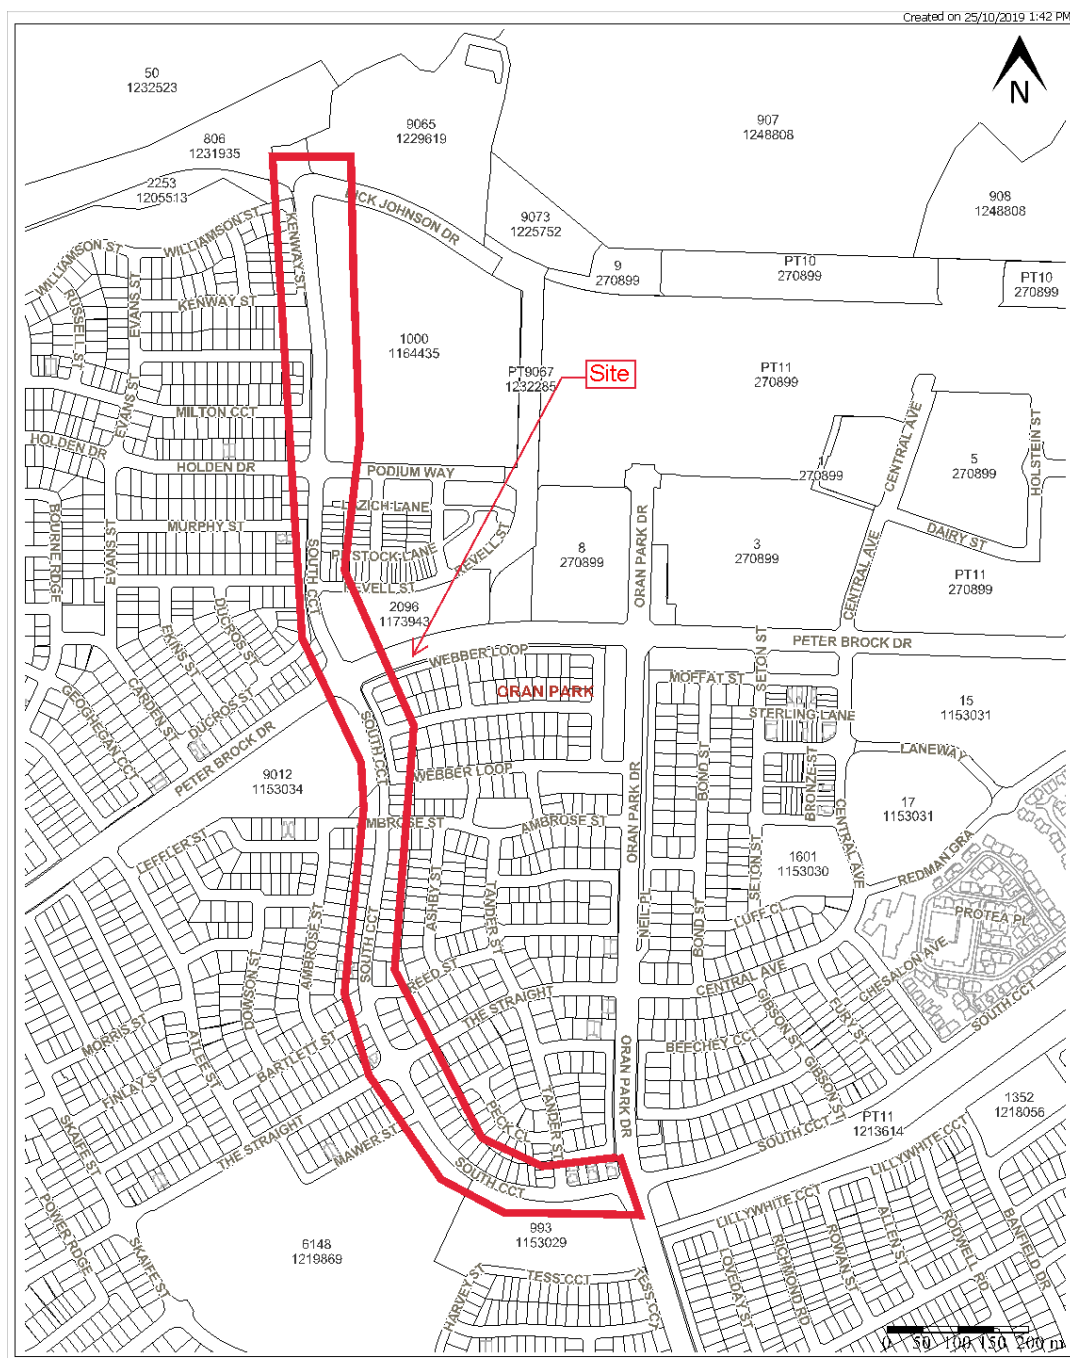 Created on 25/10/2019 1:42 PM
N
50
1232523
9065
1229619
907
1248808
806
1231935
2253
1205513
908
1248808
DICK JOHNSON DR
9073
1225752
WILLIAMSON ST
KENWAY ST
WILLIAMSON ST
9
270899
PT10
270899
PT10
270899
RUSSELL ST
EVANS ST
KENWAY ST
1000
1164435
PT9067
1232285
Site
PT11
270899
MILTON CCT
EVANS ST
HOLDEN DR
HOLDEN DR
PODIUM WAY
CENTRAL AVE
HOLSTEIN ST
5
270899
270899
LAZICH LANE
BOURNE RDGE
EVANS ST
MURPHY ST
SOUTH CCT
PITSTOCK LANE
REVELL ST
REVELL ST
8
270899
ORAN PARK DR
3
270899
DAIRY ST
CENTRAL AVE
PT11
270899
2096
1173943
DUCROS ST
EKINS ST
CARDEN ST
DUCROS ST
GEOGHEGAN CCT
PETER BROCK DR
PETER BROCK DR
WEBBER LOOP
ORAN PARK
SETON ST
MOFFAT ST
15
1153031
STERLING LANE
LANEWAY
SOUTH CCT
WEBBER LOOP
9012
1153034
BOND ST
BRONZE ST
ORAN PARK DR
17
1153031
AMBROSE ST
AMBROSE ST
LEFFLER ST
CENTRAL AVE
SETON ST
1601
1153030
REDMAN GRA
ASHBY ST
TANDER ST
NEIL PL
BOND ST
LUFF CL
PROTEA PL
AMBROSE ST
SOUTH CCT
DOWSON ST
REED ST
CENTRAL AVE
CHESALON AVE
SOUTH CCT
THE STRAIGHT
GIBSON ST
FURY ST
MORRIS ST
ATLEE ST
BARTLETT ST
BEECHEY CCT
ORAN PARK DR
FINLAY ST
GIBSON ST
PECK CL
TANDER ST
1352
1218056
PT11
1213614
SKAIFE ST
THE STRAIGHT
MAWER ST
SOUTH CCT
LILLYWHITE CCT
SOUTH CCT
LILLYWHITE CCT
POWER RDGE
SKAIFE ST
6148
1219869
993
1153029
TESS CCT
TESS CCT
HARVEY ST
LOVEDAY ST
RICHMOND RD
ROWAN ST
ALLEN ST
RODWELL RD
BANFIELD DR
0 50 100 150 200 m